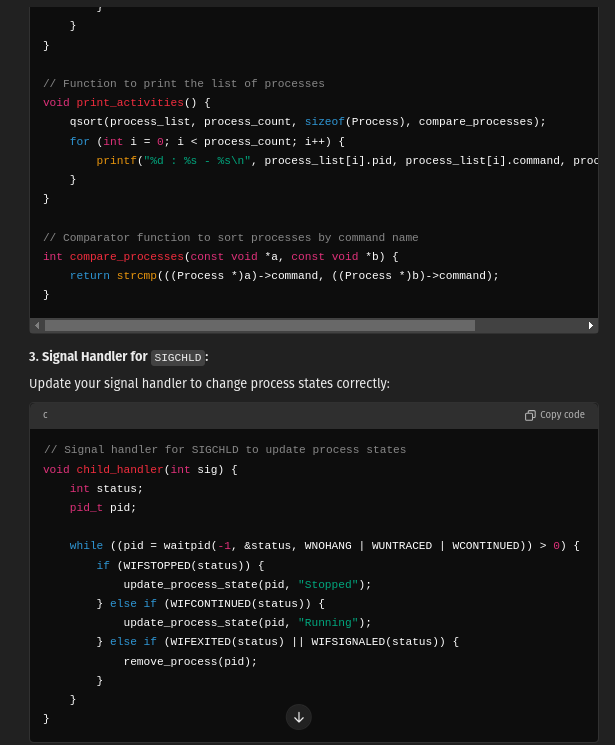 }
}
}

// Function to print the list of processes
void print_activities() {
    qsort(process_list, process_count, sizeof(Process), compare_processes);
    for (int i = 0; i < process_count; i++) {
        printf("%d : %s - %s\n", process_list[i].pid, process_list[i].command, proc
    }
}

// Comparator function to sort processes by command name
int compare_processes(const void *a, const void *b) {
    return strcmp(((Process *)a)->command, ((Process *)b)->command);
}

3. Signal Handler for SIGCHLD:
Update your signal handler to change process states correctly:
c Copy code
// Signal handler for SIGCHLD to update process states
void child_handler(int sig) {
    int status;
    pid_t pid;

    while ((pid = waitpid(-1, &status, WNOHANG | WUNTRACED | WCONTINUED)) > 0) {
        if (WIFSTOPPED(status)) {
            update_process_state(pid, "Stopped");
        } else if (WIFCONTINUED(status)) {
            update_process_state(pid, "Running");
        } else if (WIFEXITED(status) || WIFSIGNALED(status)) {
            remove_process(pid);
        }
    }
}